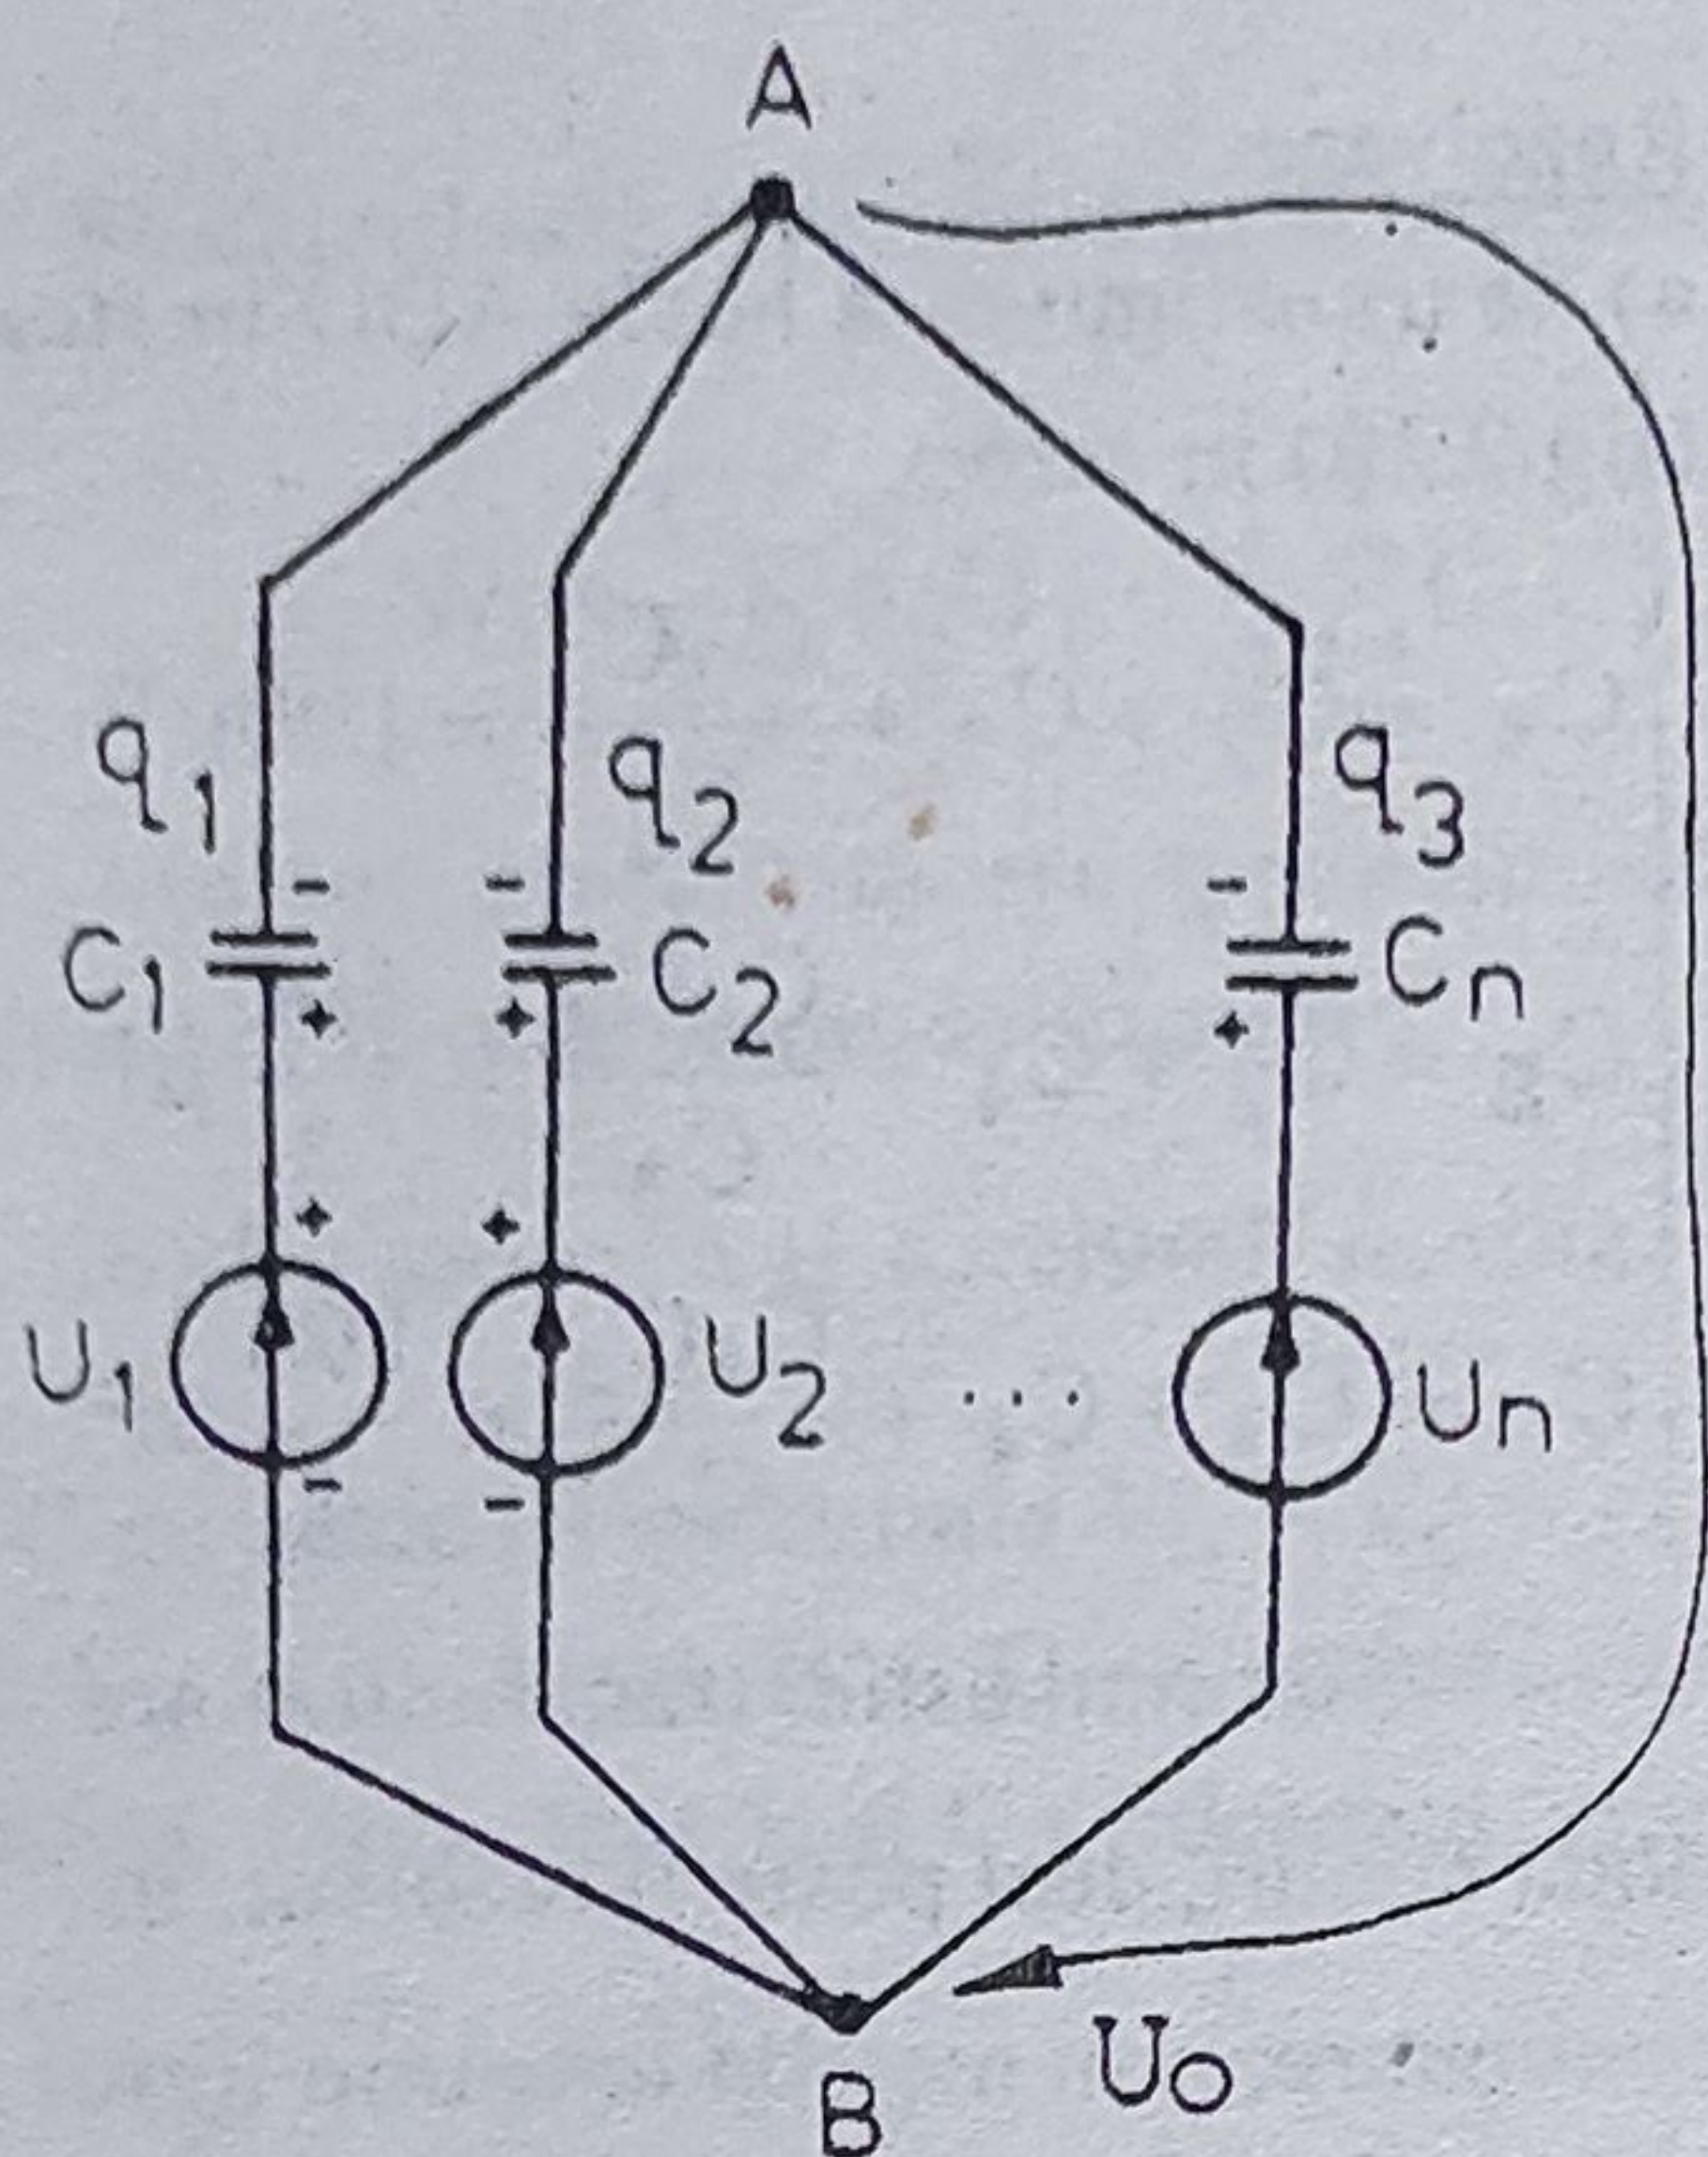 A
q1 q2 q3
- - -
C1 C2 Cn
+ + +
+ +
U1 U2 ... Un
- -
U0
B